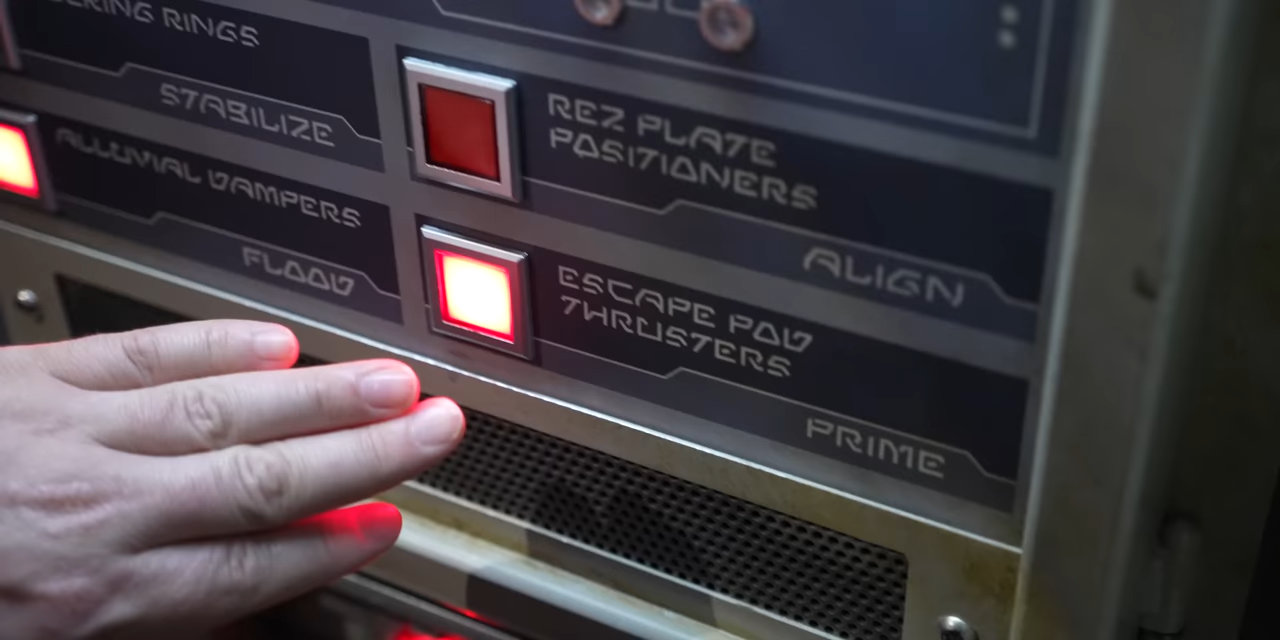 RINGS
STABILIZE
ALLUVIAL DAMPERS
FLOOD
REZ PLATE
POSITIONERS
ALIGN
ESCAPE POD
THRUSTERS
PRIME